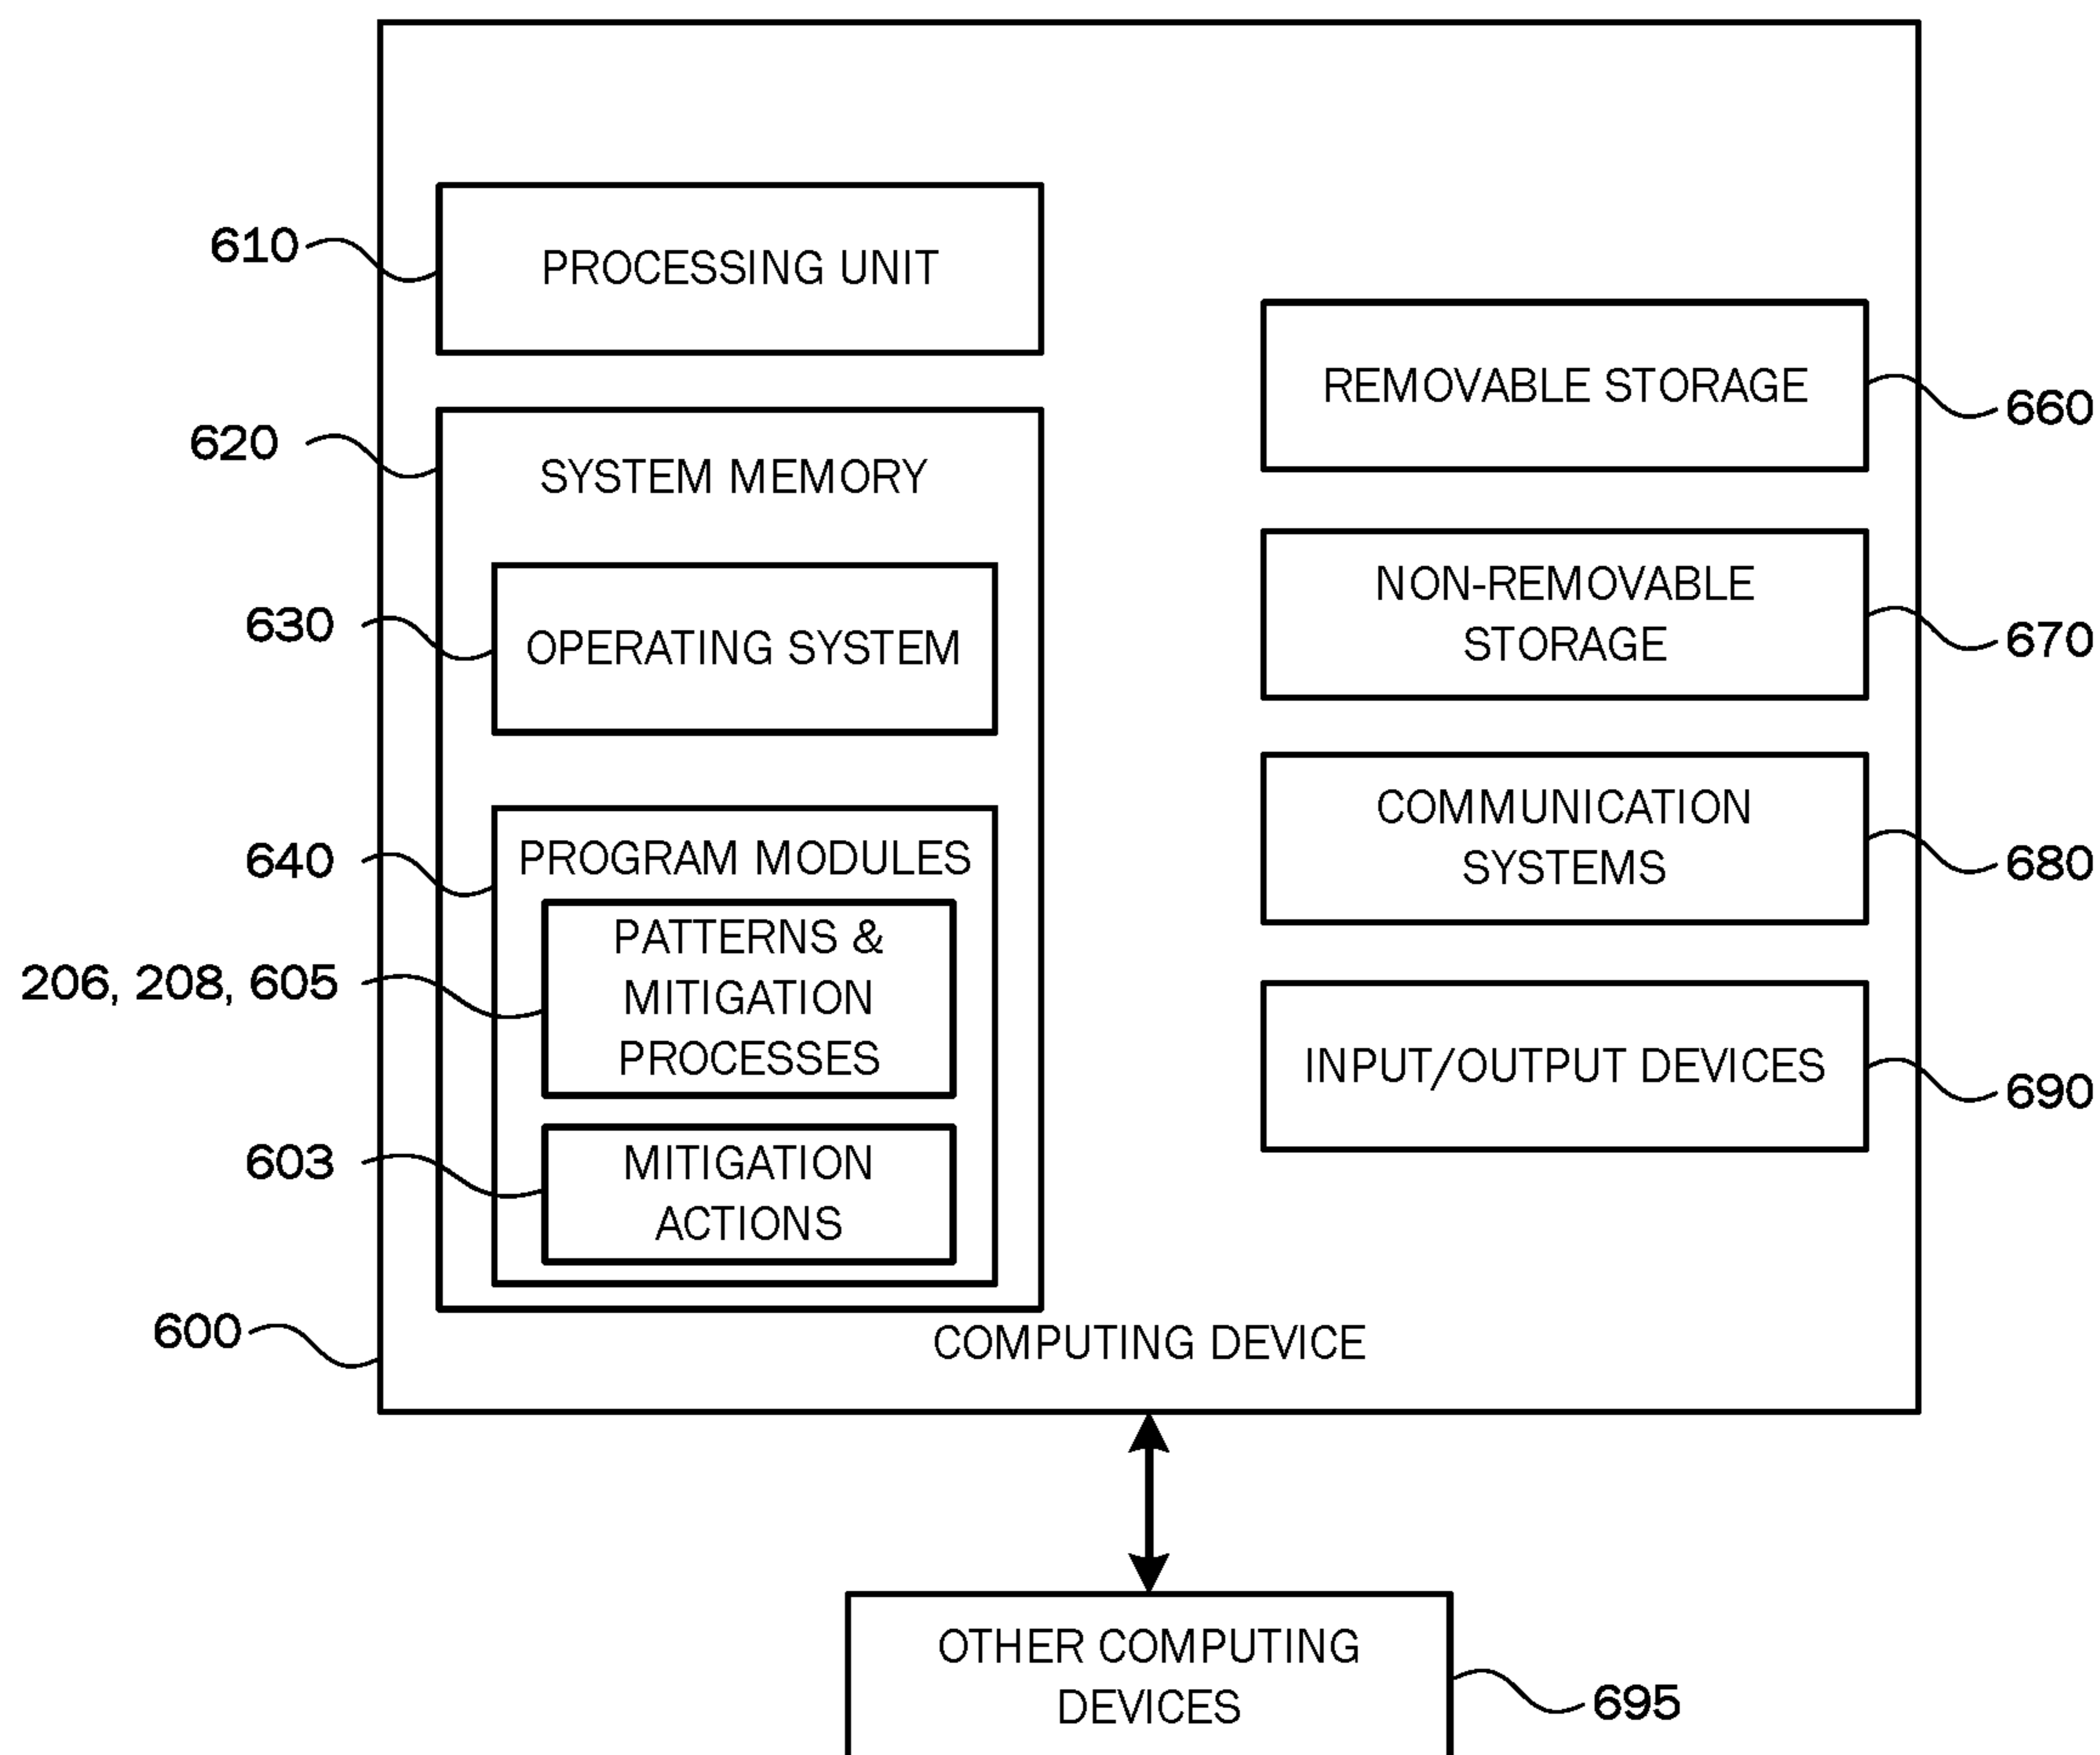 610
PROCESSING UNIT
620
SYSTEM MEMORY
630
OPERATING SYSTEM
640
PROGRAM MODULES
206, 208, 605
PATTERNS &
MITIGATION
PROCESSES
603
MITIGATION
ACTIONS
REMOVABLE STORAGE
660
NON-REMOVABLE
STORAGE
670
COMMUNICATION
SYSTEMS
680
INPUT/OUTPUT DEVICES
690
600
COMPUTING DEVICE
OTHER COMPUTING
DEVICES
695